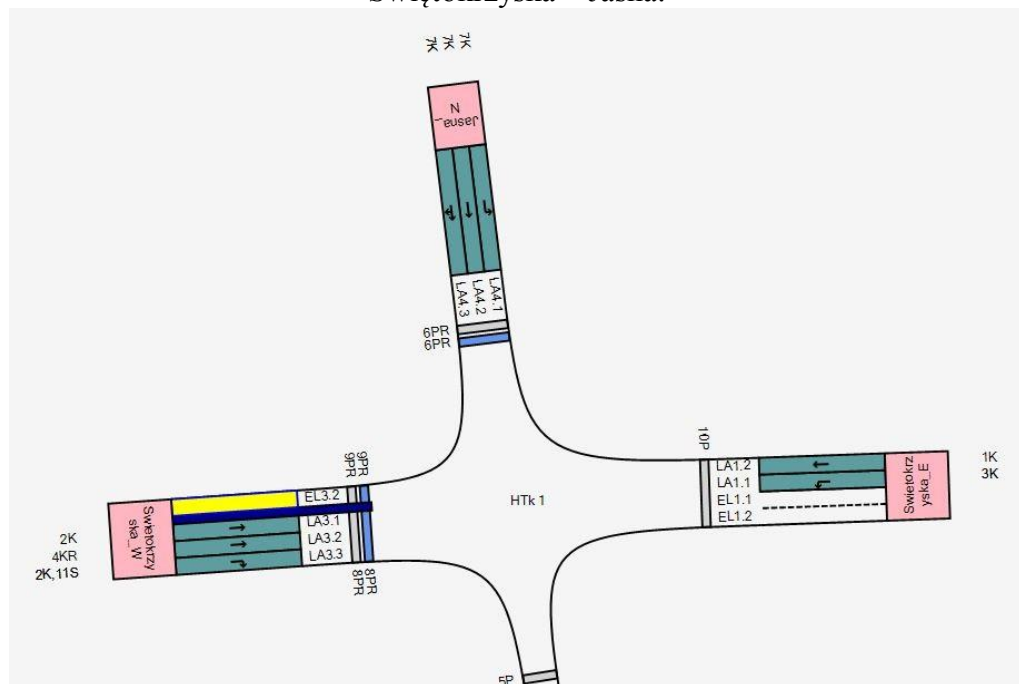 Świętokrzyska – Jasna.
7K
7K
7K
Jasna_
N
LA4.3
LA4.2
LA4.1
6PR
6PR
9PR
9PR
10P
Swietokrzy
ska_W
EL3.2
LA3.1
LA3.2
LA3.3
2K
4KR
2K,11S
8PR
8PR
HTk 1
LA1.2
LA1.1
EL1.1
EL1.2
Swietokrz
yska_E
1K
3K
5P